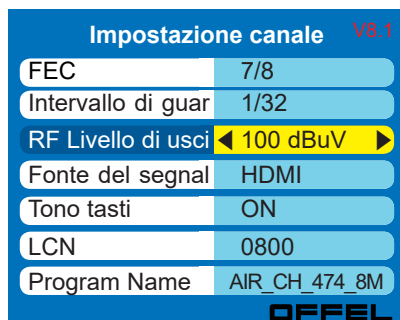 Impostazione canale V8.1
FEC 7/8
Intervallo di guar 1/32
RF Livello di usci 100 dBuV
Fonte del segnal HDMI
Tono tasti ON
LCN 0800
Program Name AIR_CH_474_8M
OFFEL